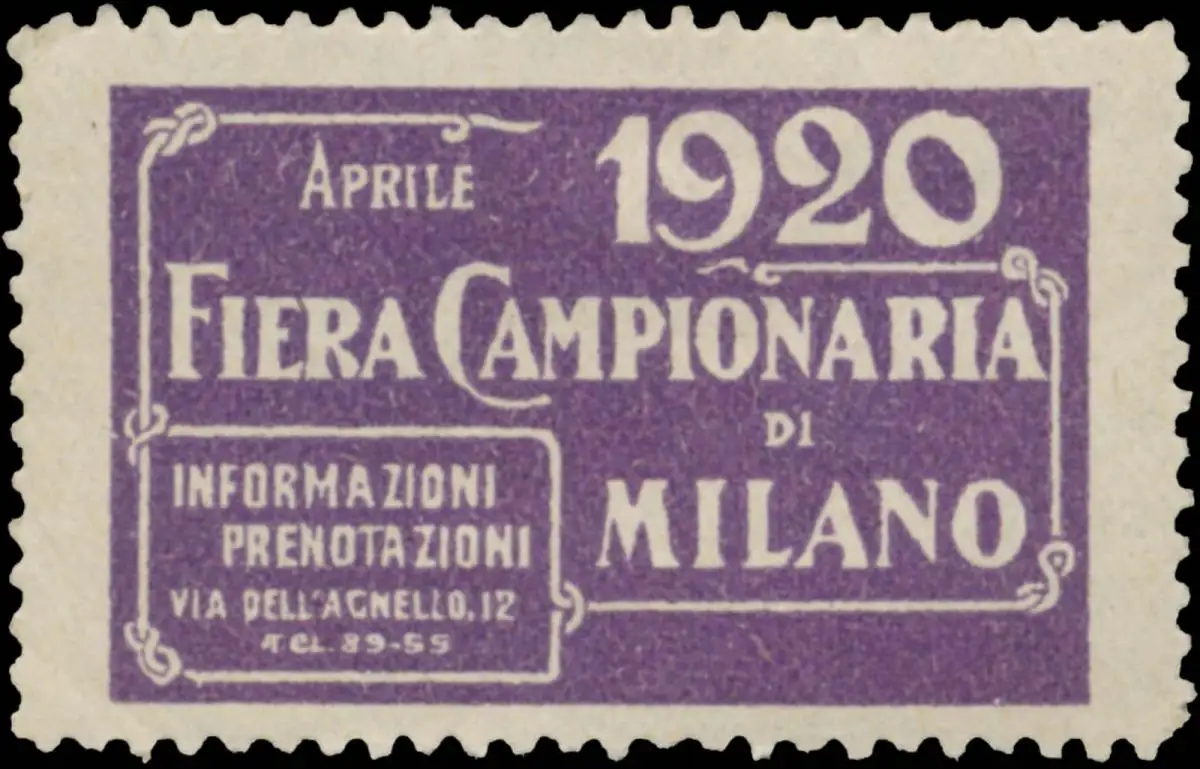 APRILE 1920
FIERA CAMPIONARIA
DI
MILANO
INFORMAZIONI
PRENOTAZIONI
VIA DELL'AGNELLO, 12
TEL. 89-55